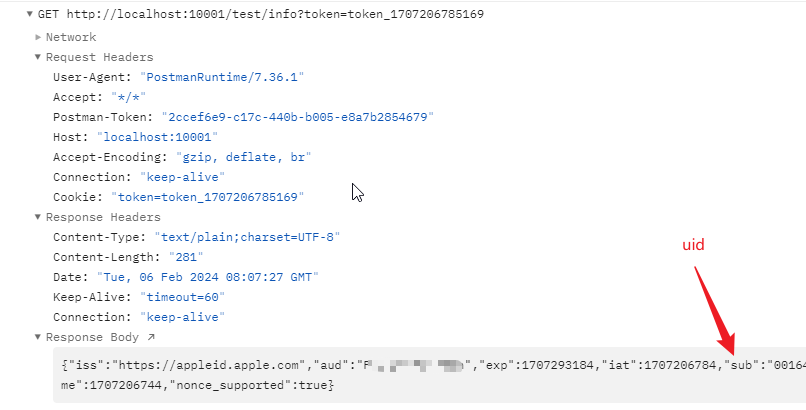 GET http://localhost:10001/test/info?token=token_1707206785169
Network
Request Headers
User-Agent: "PostmanRuntime/7.36.1"
Accept: "*/*"
Postman-Token: "2ccef6e9-c17c-440b-b005-e8a7b2854679"
Host: "localhost:10001"
Accept-Encoding: "gzip, deflate, br"
Connection: "keep-alive"
Cookie: "token=token_1707206785169"
Response Headers
Content-Type: "text/plain;charset=UTF-8"
Content-Length: "281"
uid
Date: "Tue, 06 Feb 2024 08:07:27 GMT"
Keep-Alive: "timeout=60"
Connection: "keep-alive"
Response Body ↗
{"iss":"https://appleid.apple.com","aud":" ","exp":1707293184,"iat":1707206784,"sub":"00164
me":1707206744,"nonce_supported":true}